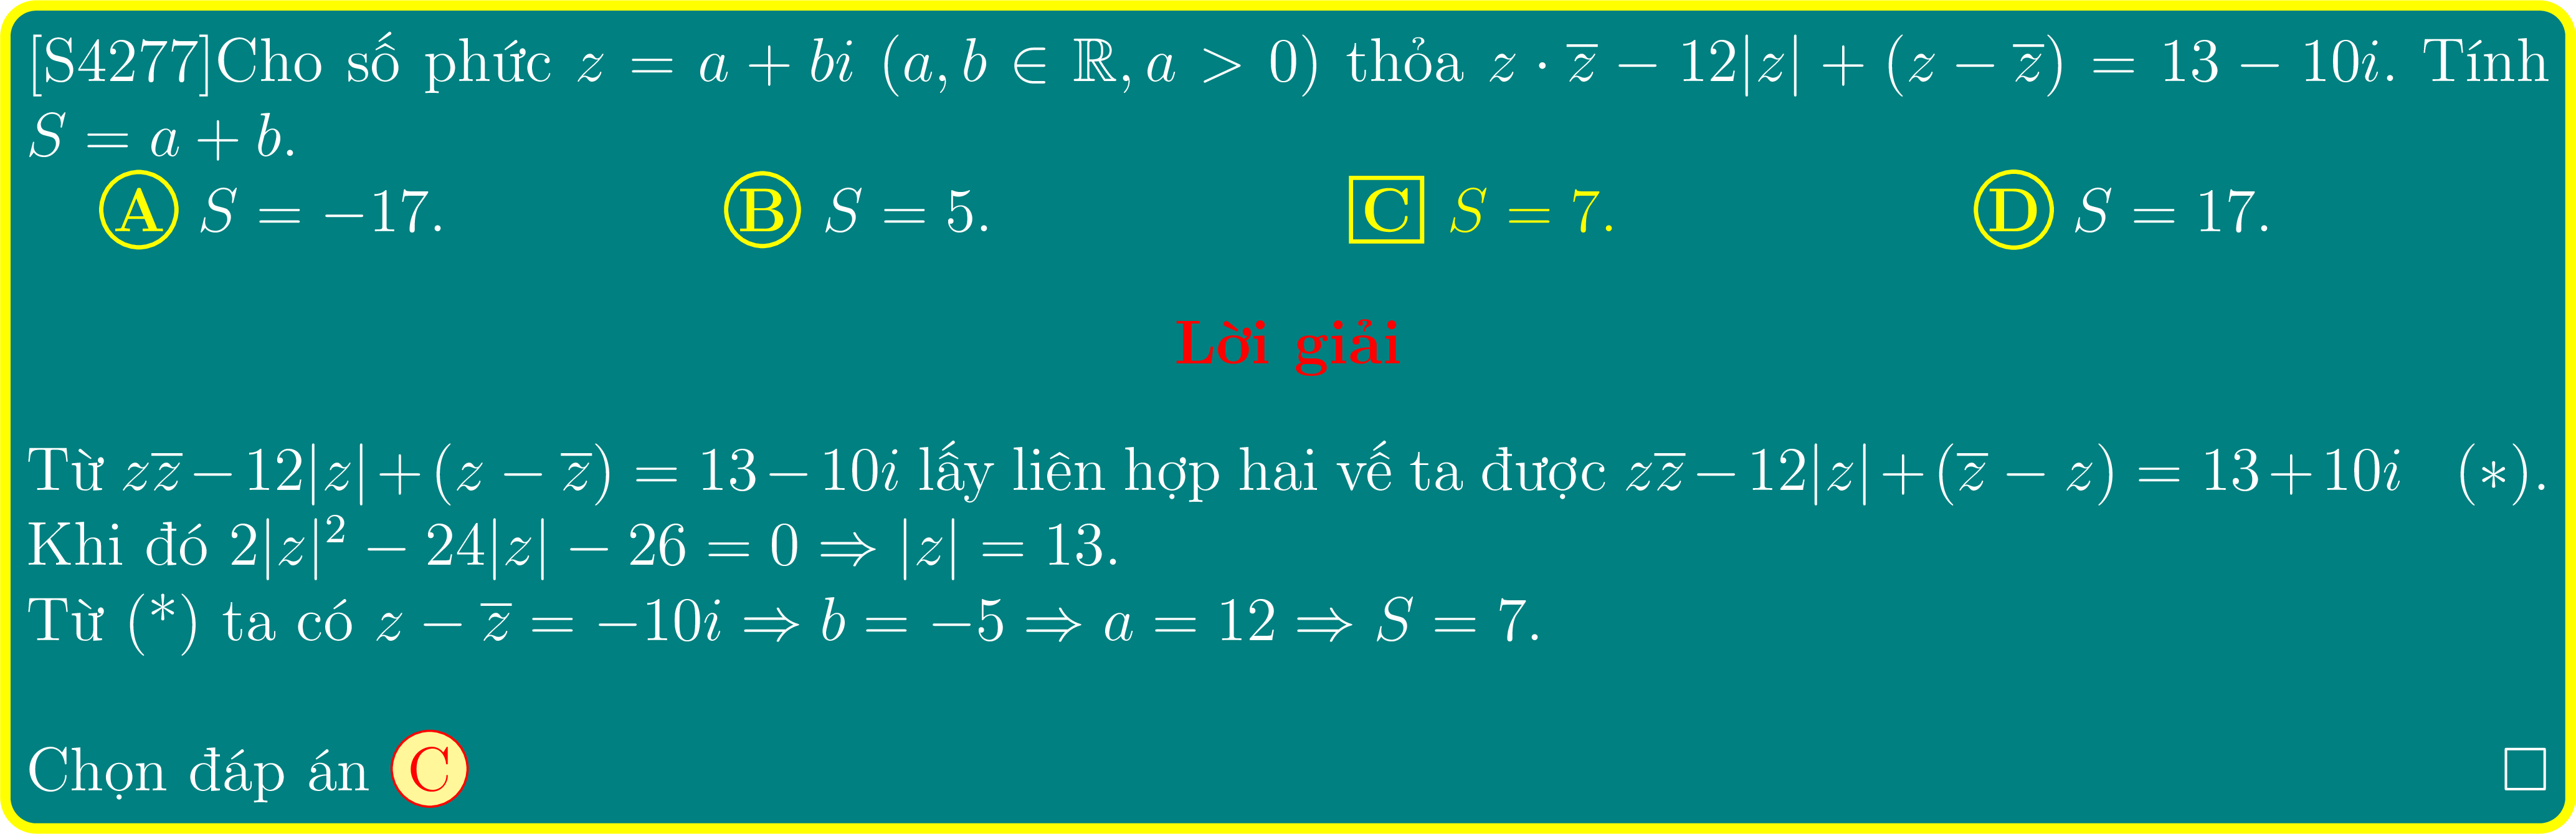 [S4277]Cho số phức $z = a + bi$ $(a, b \in \mathbb{R}, a > 0)$ thỏa $z \cdot \overline{z} - 12|z| + (z - \overline{z}) = 13 - 10i$. Tính
$S = a + b$.
Ⓐ $S = -17$. Ⓑ $S = 5$. C $S = 7$. Ⓓ $S = 17$.
Lời giải
Từ $z\overline{z} - 12|z| + (z - \overline{z}) = 13 - 10i$ lấy liên hợp hai vế ta được $z\overline{z} - 12|z| + (\overline{z} - z) = 13 + 10i$ (∗).
Khi đó $2|z|^2 - 24|z| - 26 = 0 \Rightarrow |z| = 13$.
Từ (*) ta có $z - \overline{z} = -10i \Rightarrow b = -5 \Rightarrow a = 12 \Rightarrow S = 7$.
Chọn đáp án Ⓒ □